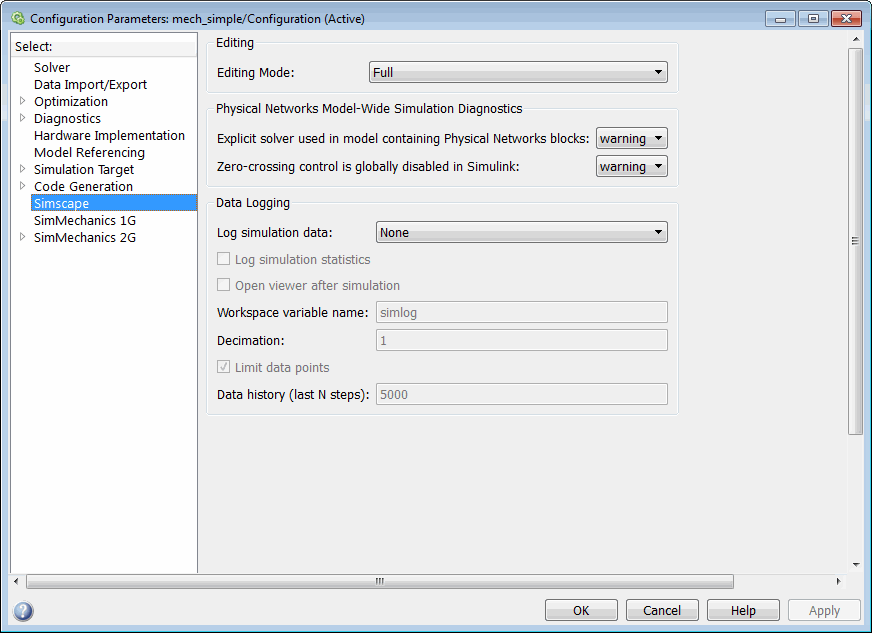 Configuration Parameters: mech_simple/Configuration (Active)
Select:
Solver
Data Import/Export
Optimization
Diagnostics
Hardware Implementation
Model Referencing
Simulation Target
Code Generation
Simscape
SimMechanics 1G
SimMechanics 2G
Editing
Editing Mode: Full
Physical Networks Model-Wide Simulation Diagnostics
Explicit solver used in model containing Physical Networks blocks: warning
Zero-crossing control is globally disabled in Simulink: warning
Data Logging
Log simulation data: None
Log simulation statistics
Open viewer after simulation
Workspace variable name: simlog
Decimation: 1
Limit data points
Data history (last N steps): 5000
OK Cancel Help Apply